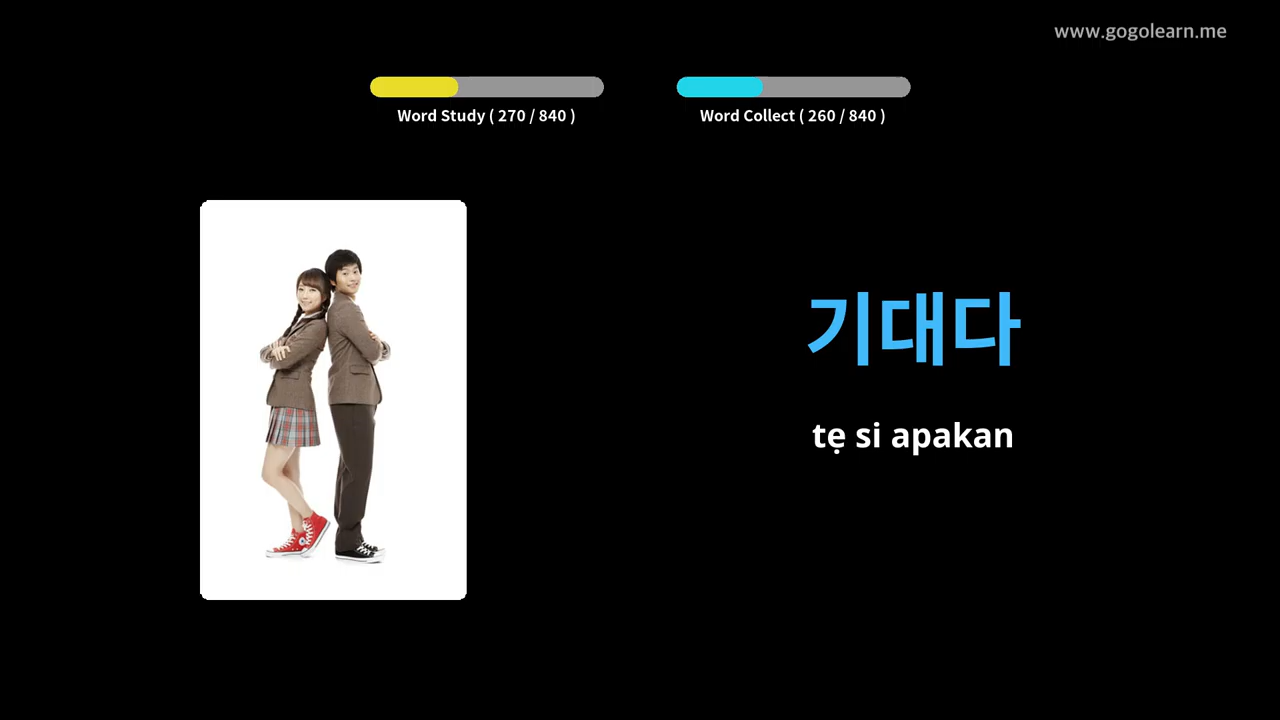 www.gogolearn.me
Word Study ( 270 / 840 )
Word Collect ( 260 / 840 )
기대다
tẹ si apakan